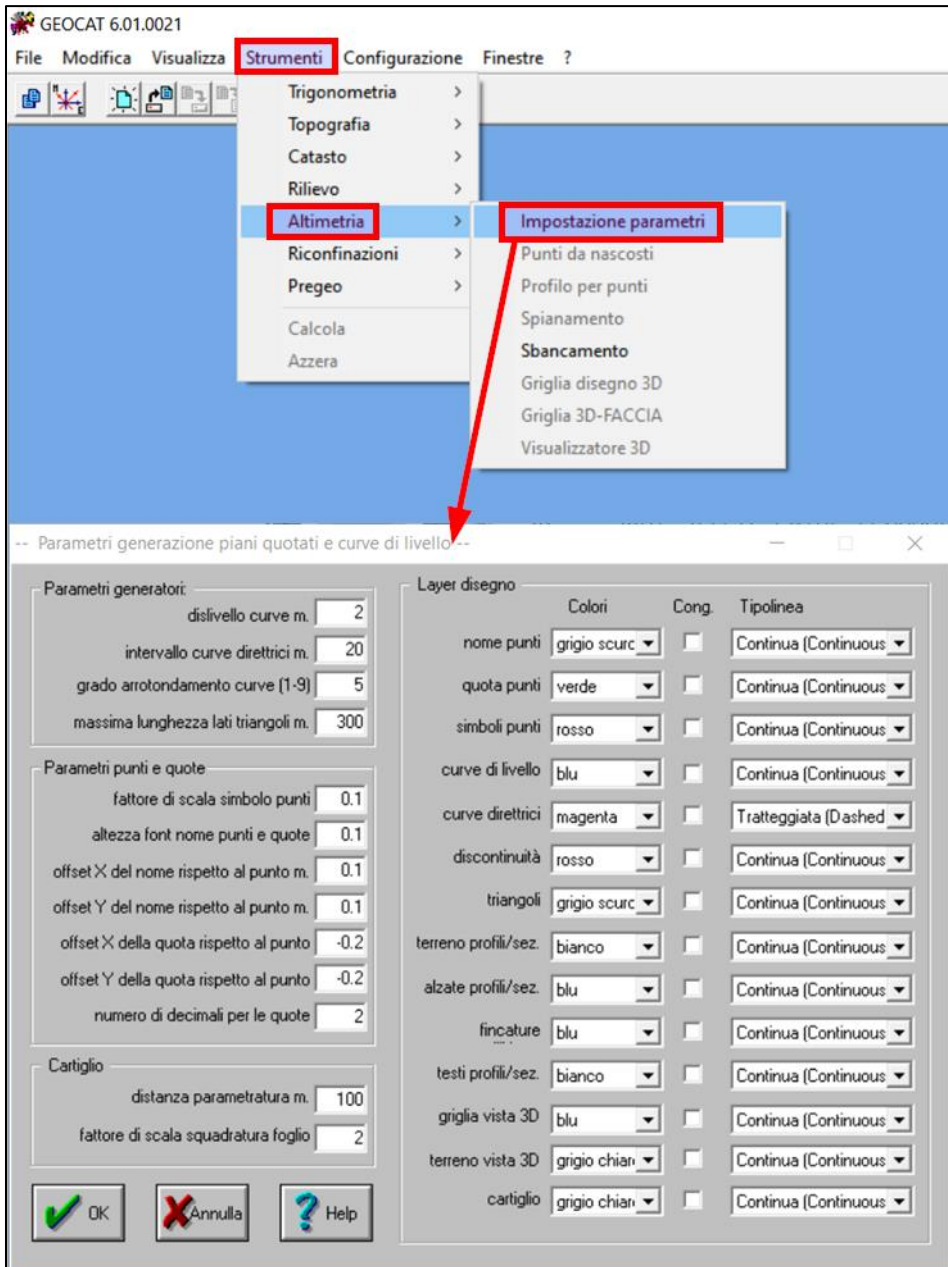 GEOCAT 6.01.0021
File Modifica Visualizza Strumenti Configurazione Finestre ?
Trigonometria
Topografia
Catasto
Rilievo
Altimetria
Riconfinazioni
Pregeo
Calcola
Azzera
Impostazione parametri
Punti da nascosti
Profilo per punti
Spianamento
Sbancamento
Griglia disegno 3D
Griglia 3D-FACCIA
Visualizzatore 3D
-- Parametri generazione piani quotati e curve di livello --
Parametri generatori:
dislivello curve m. 2
intervallo curve direttrici m. 20
grado arrotondamento curve (1-9) 5
massima lunghezza lati triangoli m. 300
Parametri punti e quote
fattore di scala simbolo punti 0.1
altezza font nome punti e quote 0.1
offset X del nome rispetto al punto m. 0.1
offset Y del nome rispetto al punto m. 0.1
offset X della quota rispetto al punto -0.2
offset Y della quota rispetto al punto -0.2
numero di decimali per le quote 2
Cartiglio
distanza parametratura m. 100
fattore di scala squadratura foglio 2
OK Annulla Help
Layer disegno
Colori Cong. Tipolinea
nome punti grigio scurc Continua (Continuous
quota punti verde Continua (Continuous
simboli punti rosso Continua (Continuous
curve di livello blu Continua (Continuous
curve direttrici magenta Tratteggiata (Dashed
discontinuità rosso Continua (Continuous
triangoli grigio scurc Continua (Continuous
terreno profili/sez. bianco Continua (Continuous
alzate profili/sez. blu Continua (Continuous
fincature blu Continua (Continuous
testi profili/sez. bianco Continua (Continuous
griglia vista 3D blu Continua (Continuous
terreno vista 3D grigio chiar Continua (Continuous
cartiglio grigio chiar Continua (Continuous